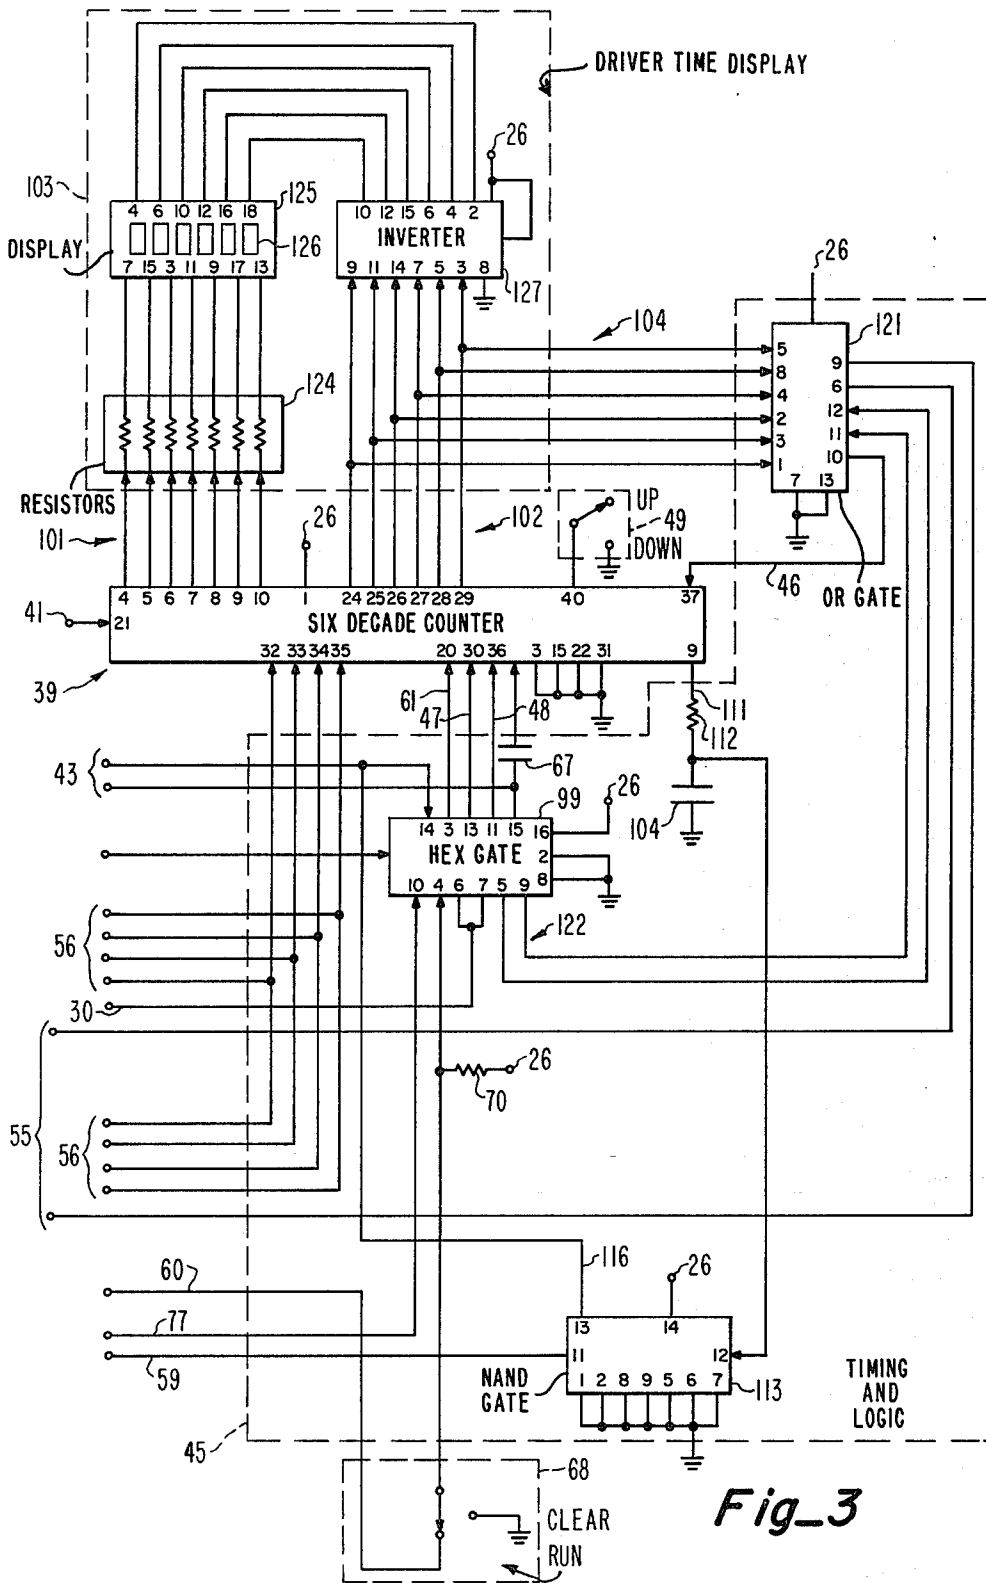 DRIVER TIME DISPLAY
26
103
4 6 10 12 16 18
125
10 12 15 6 4 2
DISPLAY
126
INVERTER
7 15 3 11 9 17 13
9 11 14 7 5 3 8
127
26
104
121
5
9
8
6
4
12
2
11
3
10
1
7 13
124
RESISTORS
101
26
102
UP
49
DOWN
46
OR GATE
4 5 6 7 8 9 10
1
24 25 26 27 28 29
40
37
41
21
SIX DECADE COUNTER
32 33 34 35
20 30 36
3 15 22 31
9
39
61
47
48
111
112
43
67
26
99
104
14 3 13 11 15
16
HEX GATE
2
10 4 6 7 5 9
8
56
122
30
26
70
55
56
60
116
26
77
13
14
59
11
12
NAND
GATE
1 2 8 9 5 6 7
113
TIMING
AND
LOGIC
45
68
CLEAR
RUN
Fig_3